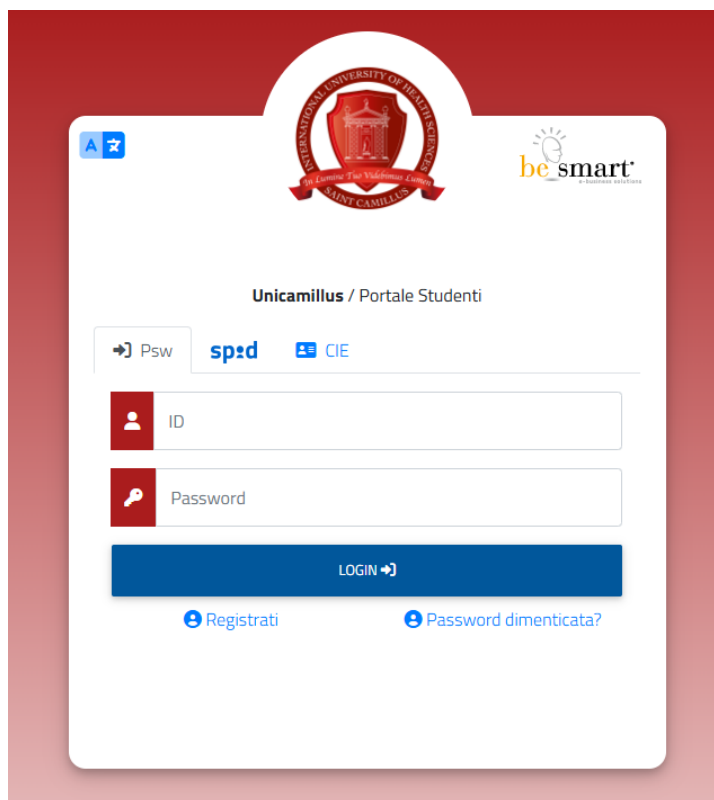 INTERNATIONAL UNIVERSITY OF HEALTH SCIENCES
In Lumine Tuo Videbimus Lumen
SAINT CAMILLUS
A
be smart
e-business solutions
Unicamillus / Portale Studenti
Psw
spid
CIE
ID
Password
LOGIN
Registrati
Password dimenticata?